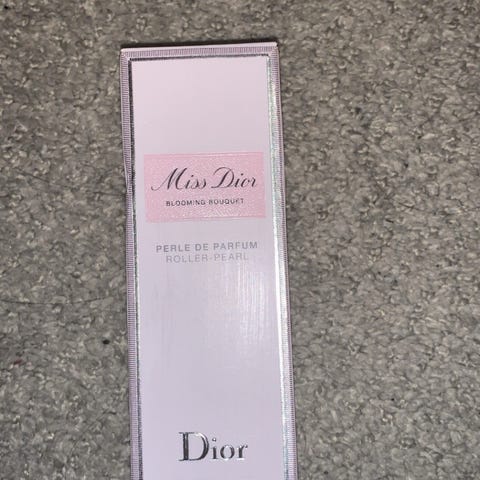 Miss Dior
BLOOMING BOUQUET
PERLE DE PARFUM
ROLLER-PEARL
Dior